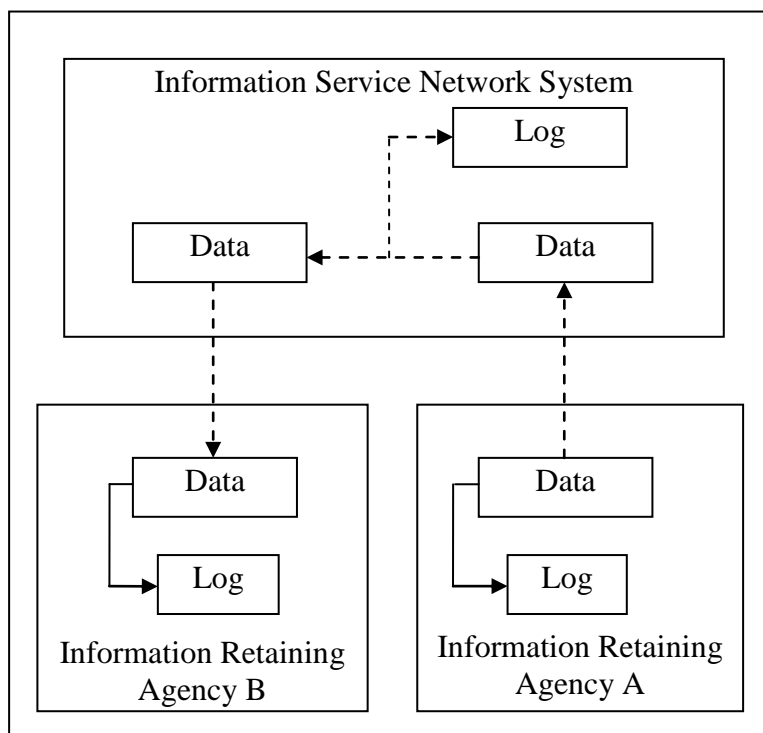 Information Service Network System
Log
Data
Data
Data
Log
Information Retaining
Agency B
Data
Log
Information Retaining
Agency A